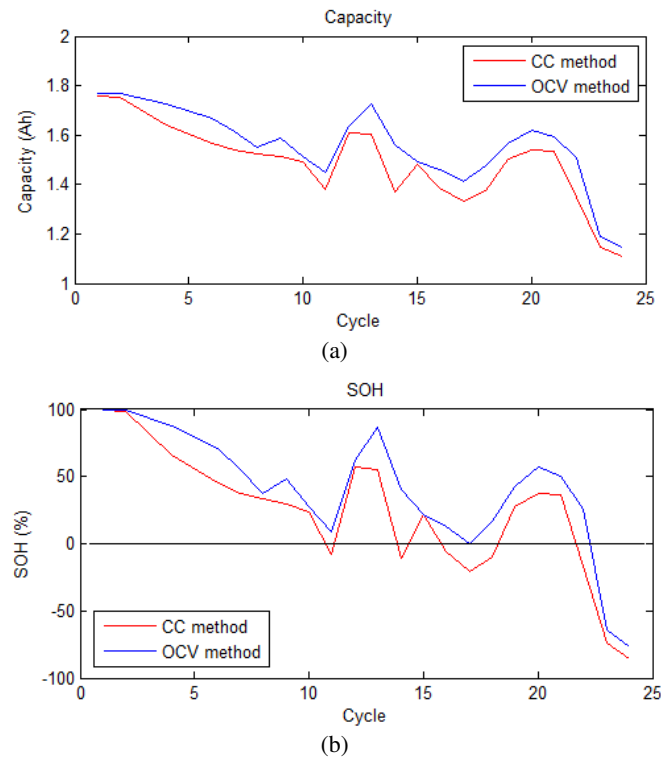 Capacity
2
1.8
1.6
1.4
1.2
1
Capacity (Ah)
CC method
OCV method
0
5
10
15
20
25
Cycle
(a)
SOH
100
50
0
-50
-100
SOH (%)
CC method
OCV method
0
5
10
15
20
25
Cycle
(b)